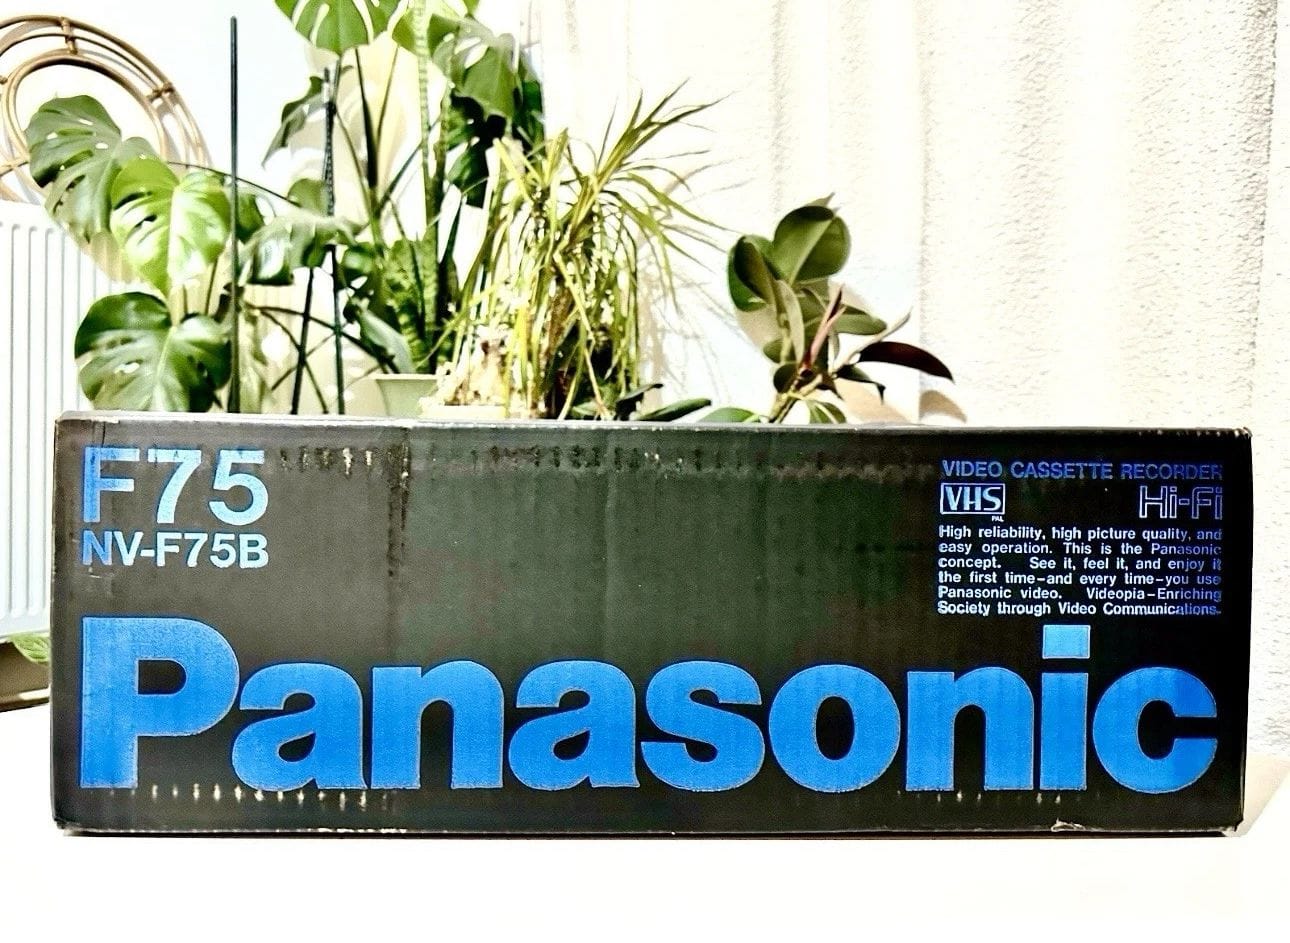 F75
NV-F75B
VIDEO CASSETTE RECORDER
VHS Hi-Fi
PAL
High reliability, high picture quality, and
easy operation. This is the Panasonic
concept. See it, feel it, and enjoy it
the first time–and every time–you use
Panasonic video. Videopia–Enriching
Society through Video Communications.
Panasonic